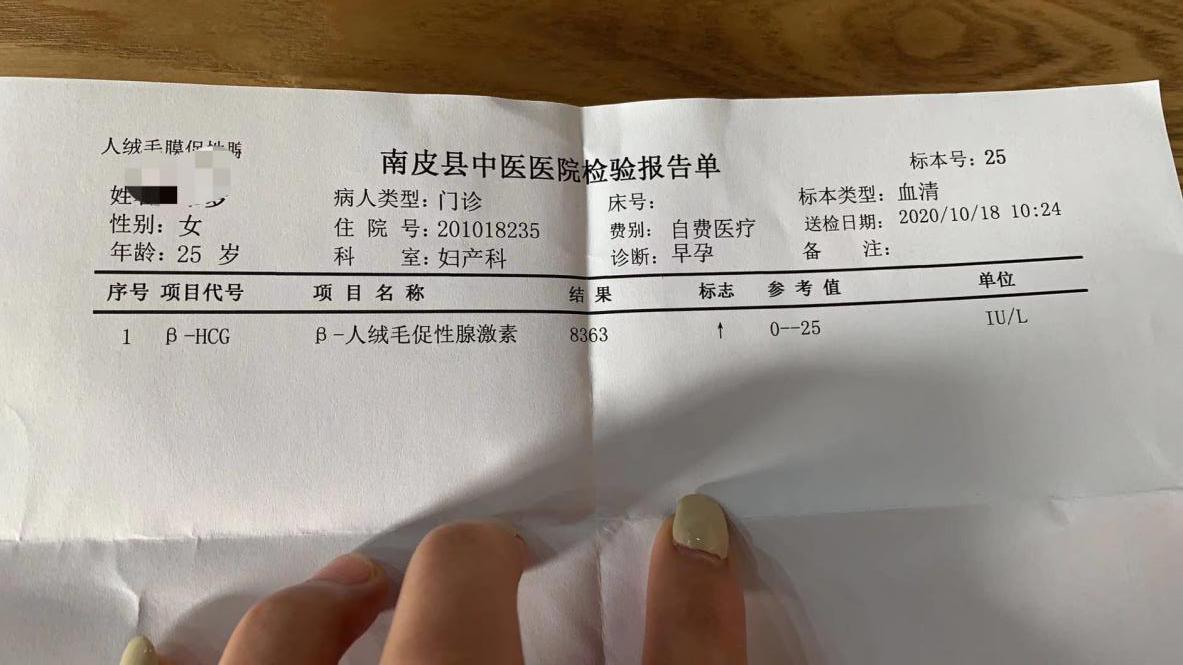 人绒毛膜促性腺
南皮县中医医院检验报告单
标本号: 25
姓
病人类型: 门诊
床号:
标本类型: 血清
性别: 女
住 院 号: 201018235
费别: 自费医疗
送检日期: 2020/10/18 10:24
年龄: 25 岁
科 室: 妇产科
诊断: 早孕
备 注:
序号 项目代号 项 目 名 称 结 果 标志 参 考 值 单位
1 β-HCG β-人绒毛促性腺激素 8363 ↑ 0--25 IU/L